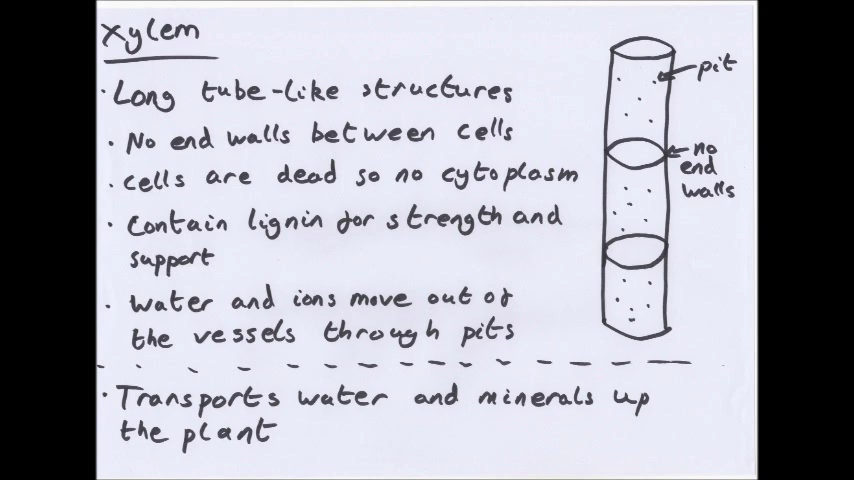 Xylem
· Long tube-like structures
· No end walls between cells
· cells are dead so no cytoplasm
· Contain lignin for strength and
support
· Water and ions move out of
the vessels through pits
· Transports water and minerals up
the plant
pit
no
end
walls